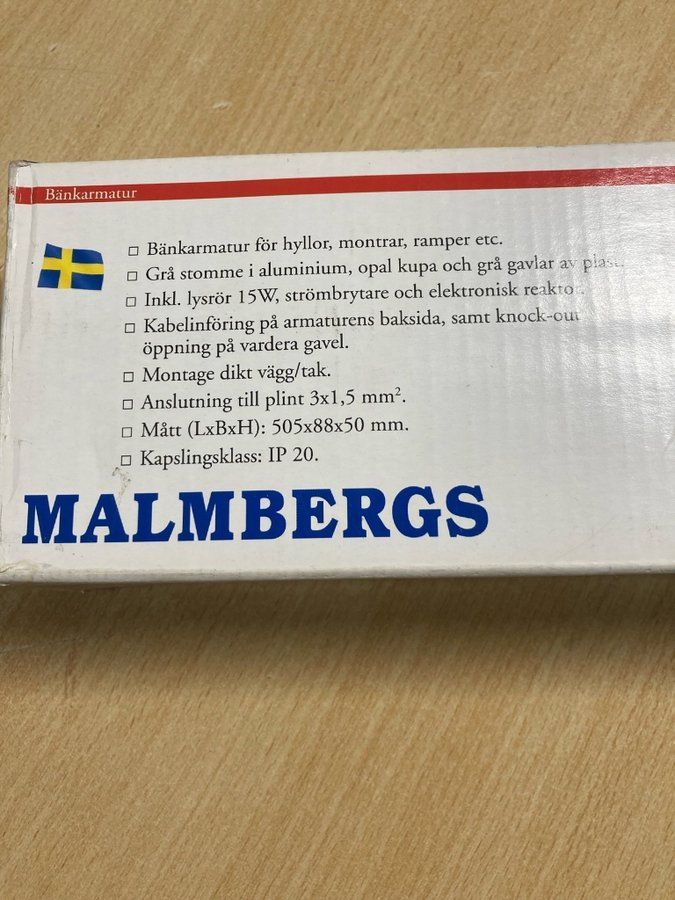 Bänkarmatur
□ Bänkarmatur för hyllor, montrar, ramper etc.
□ Grå stomme i aluminium, opal kupa och grå gavlar av plast.
□ Inkl. lysrör 15W, strömbrytare och elektronisk reaktor.
□ Kabelinföring på armaturens baksida, samt knock-out
öppning på vardera gavel.
□ Montage dikt vägg/tak.
□ Anslutning till plint 3x1,5 mm².
□ Mått (LxBxH): 505x88x50 mm.
□ Kapslingsklass: IP 20.
MALMBERGS